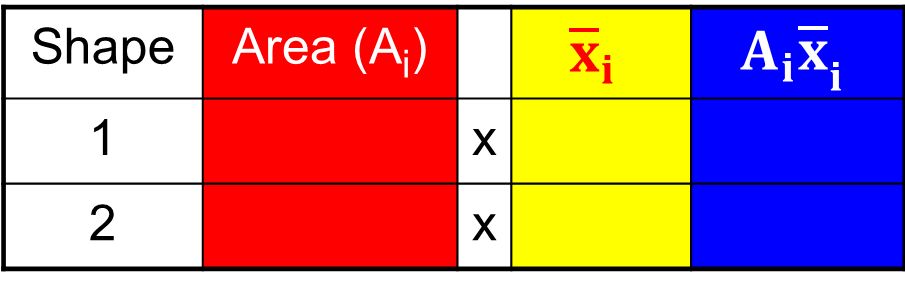 Shape Area (Aᵢ) x̅ᵢ Aᵢx̅ᵢ
1 x
2 x